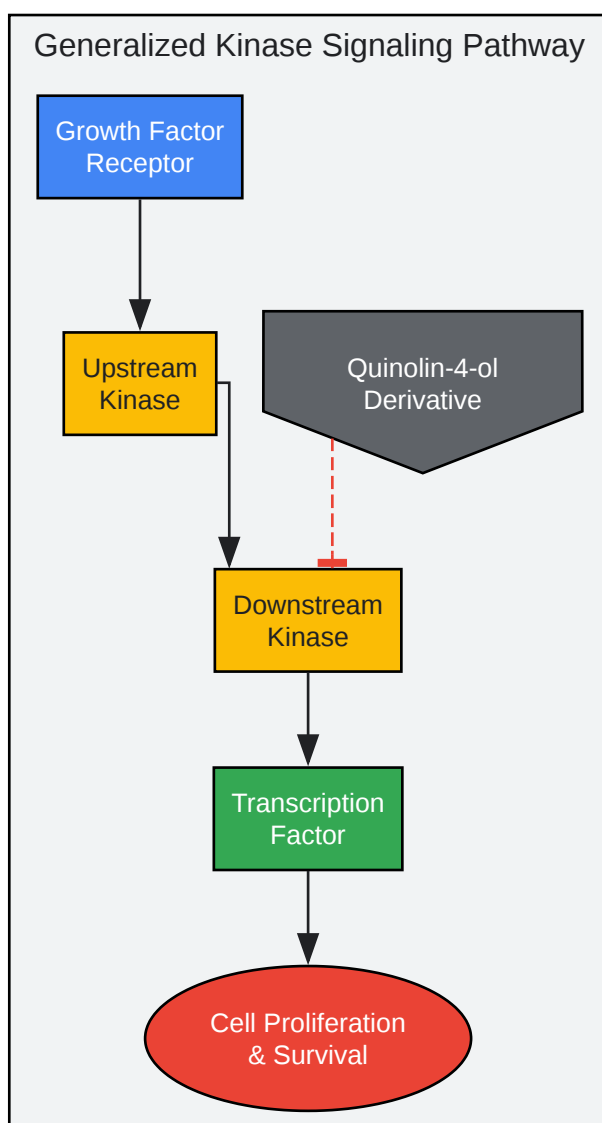 Generalized Kinase Signaling Pathway
Growth Factor
Receptor
Upstream
Kinase
Quinolin-4-ol
Derivative
Downstream
Kinase
Transcription
Factor
Cell Proliferation
& Survival